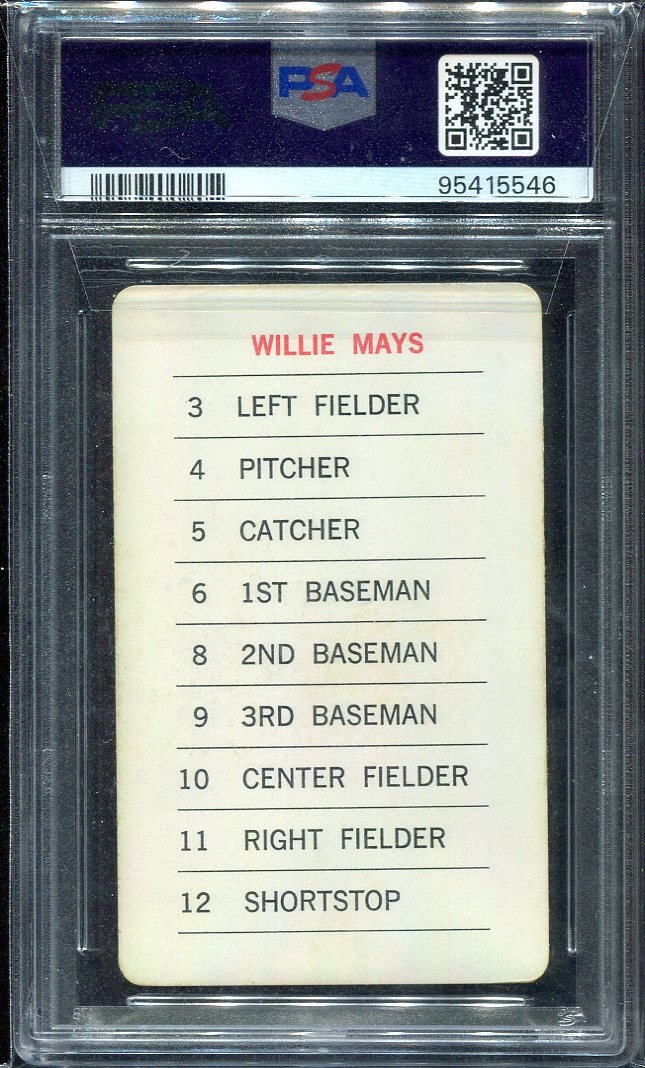 PSA
PSA
95415546
WILLIE MAYS
3 LEFT FIELDER
4 PITCHER
5 CATCHER
6 1ST BASEMAN
8 2ND BASEMAN
9 3RD BASEMAN
10 CENTER FIELDER
11 RIGHT FIELDER
12 SHORTSTOP